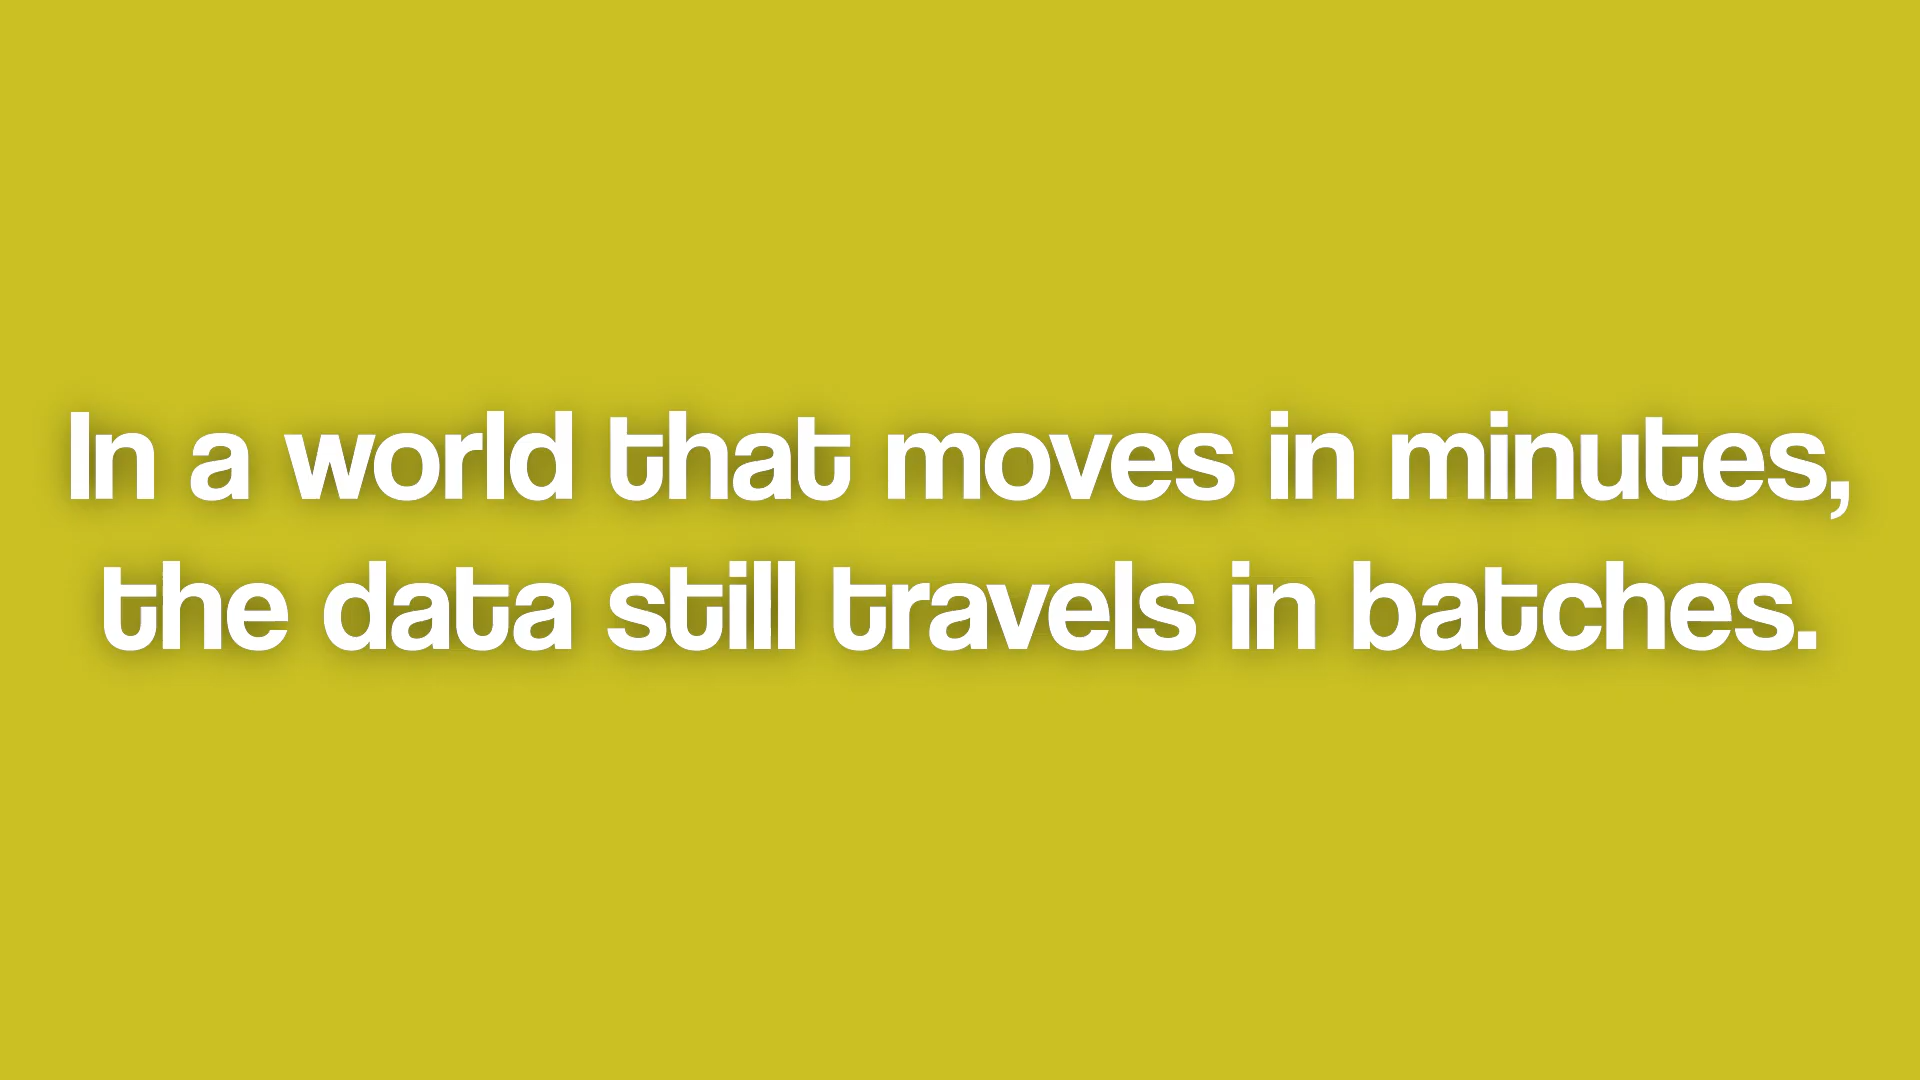 In a world that moves in minutes,
the data still travels in batches.